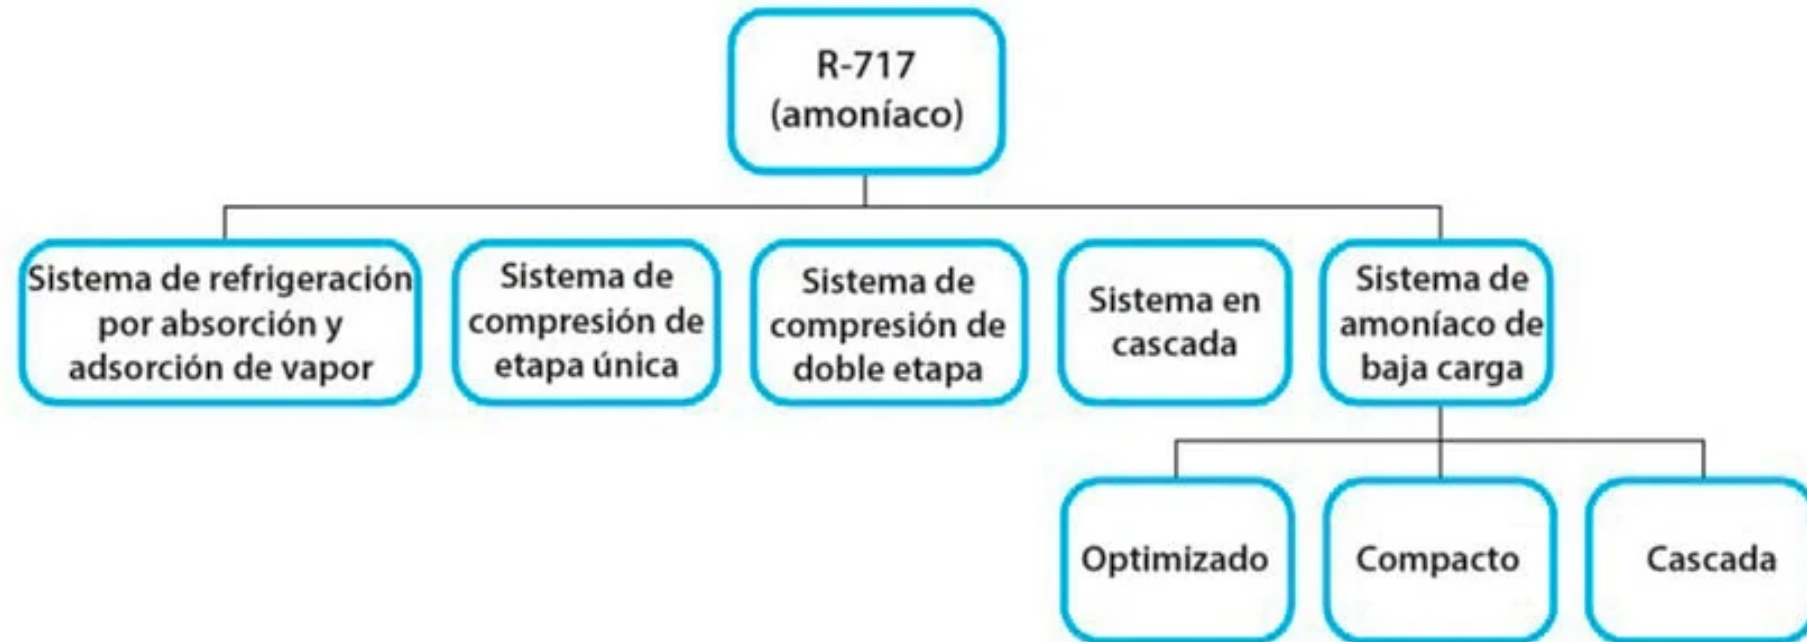 R-717
(amoníaco)
Sistema de refrigeración
por absorción y
adsorción de vapor
Sistema de
compresión de
etapa única
Sistema de
compresión de
doble etapa
Sistema en
cascada
Sistema de
amoníaco de
baja carga
Optimizado
Compacto
Cascada